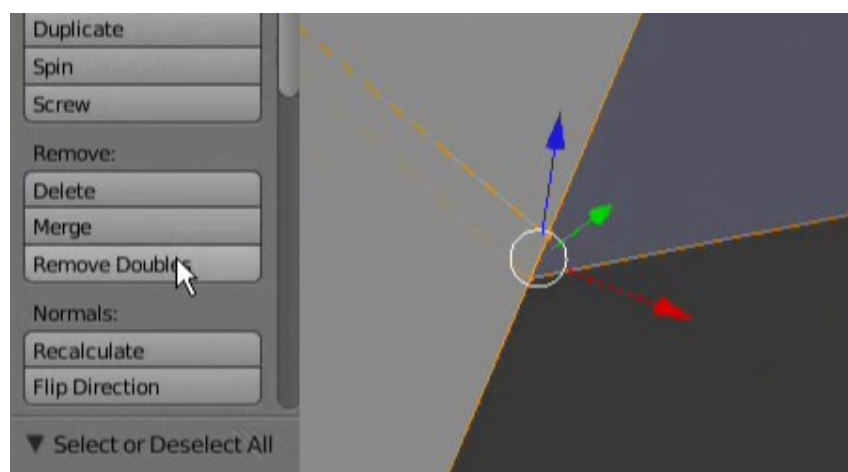 Duplicate
Spin
Screw
Remove:
Delete
Merge
Remove Doubles
Normals:
Recalculate
Flip Direction
▼ Select or Deselect All